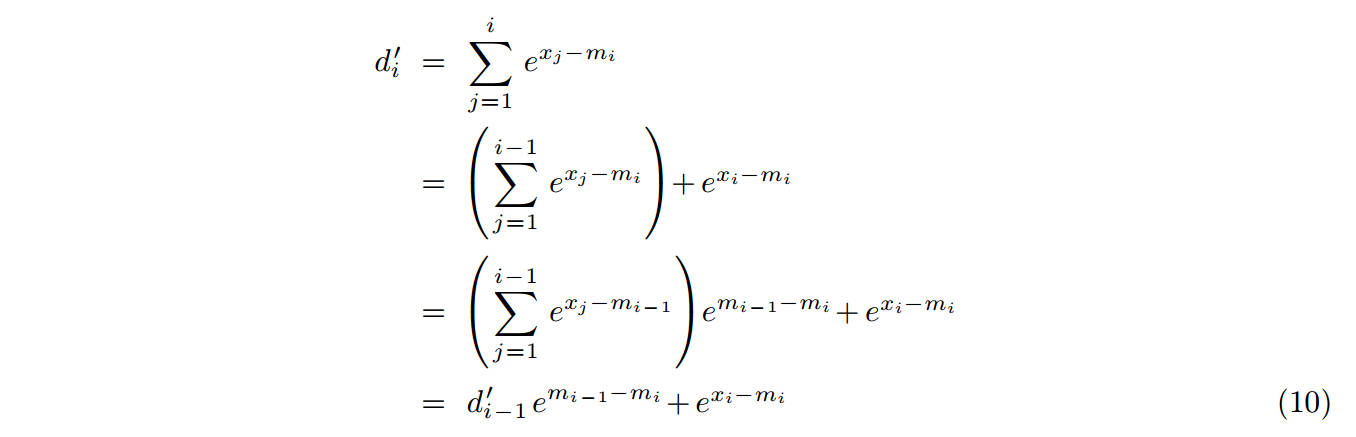 $d'_i = \sum_{j=1}^{i} e^{x_j - m_i}$
$= \left( \sum_{j=1}^{i-1} e^{x_j - m_i} \right) + e^{x_i - m_i}$
$= \left( \sum_{j=1}^{i-1} e^{x_j - m_{i-1}} \right) e^{m_{i-1} - m_i} + e^{x_i - m_i}$
$= d'_{i-1} e^{m_{i-1} - m_i} + e^{x_i - m_i}$ (10)